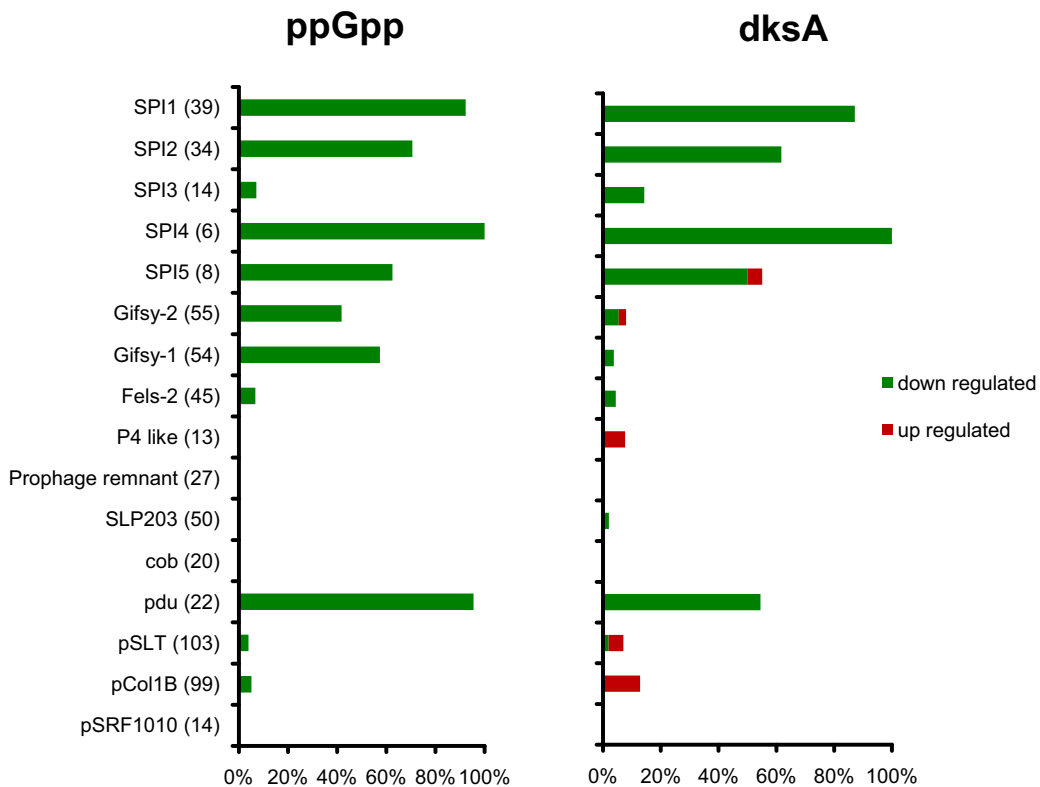 ppGpp
dksA
SPI1 (39)
SPI2 (34)
SPI3 (14)
SPI4 (6)
SPI5 (8)
Gifsy-2 (55)
Gifsy-1 (54)
Fels-2 (45)
P4 like (13)
Prophage remnant (27)
SLP203 (50)
cob (20)
pdu (22)
pSLT (103)
pCol1B (99)
pSRF1010 (14)
down regulated
up regulated
0% 20% 40% 60% 80% 100%
0% 20% 40% 60% 80% 100%